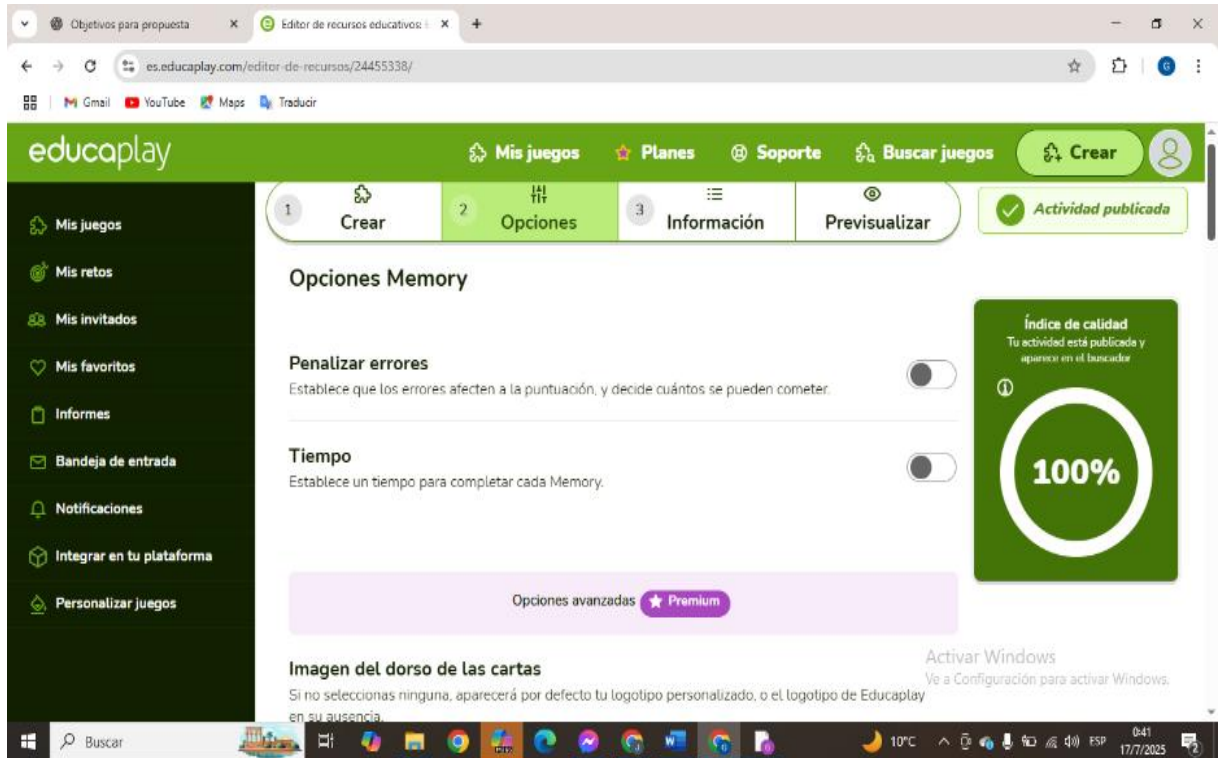 Objetivos para propuesta
Editor de recursos educativos:
es.educaplay.com/editor-de-recursos/24455338/
G
Gmail
YouTube
Maps
Traducir
educaplay
Mis juegos
Planes
Soporte
Buscar juegos
Crear
Mis juegos
Mis retos
Mis invitados
Mis favoritos
Informes
Bandeja de entrada
Notificaciones
Integrar en tu plataforma
Personalizar juegos
1 Crear
2 Opciones
3 Información
Previsualizar
Actividad publicada
Opciones Memory
Penalizar errores
Establece que los errores afecten a la puntuación, y decide cuántos se pueden cometer.
Tiempo
Establece un tiempo para completar cada Memory.
Opciones avanzadas Premium
Imagen del dorso de las cartas
Si no seleccionas ninguna, aparecerá por defecto tu logotipo personalizado, o el logotipo de Educaplay
en su ausencia.
Índice de calidad
Tu actividad está publicada y
aparece en el buscador
100%
Activar Windows
Ve a Configuración para activar Windows.
Buscar
10°C
ESP
0:41
17/7/2025
2